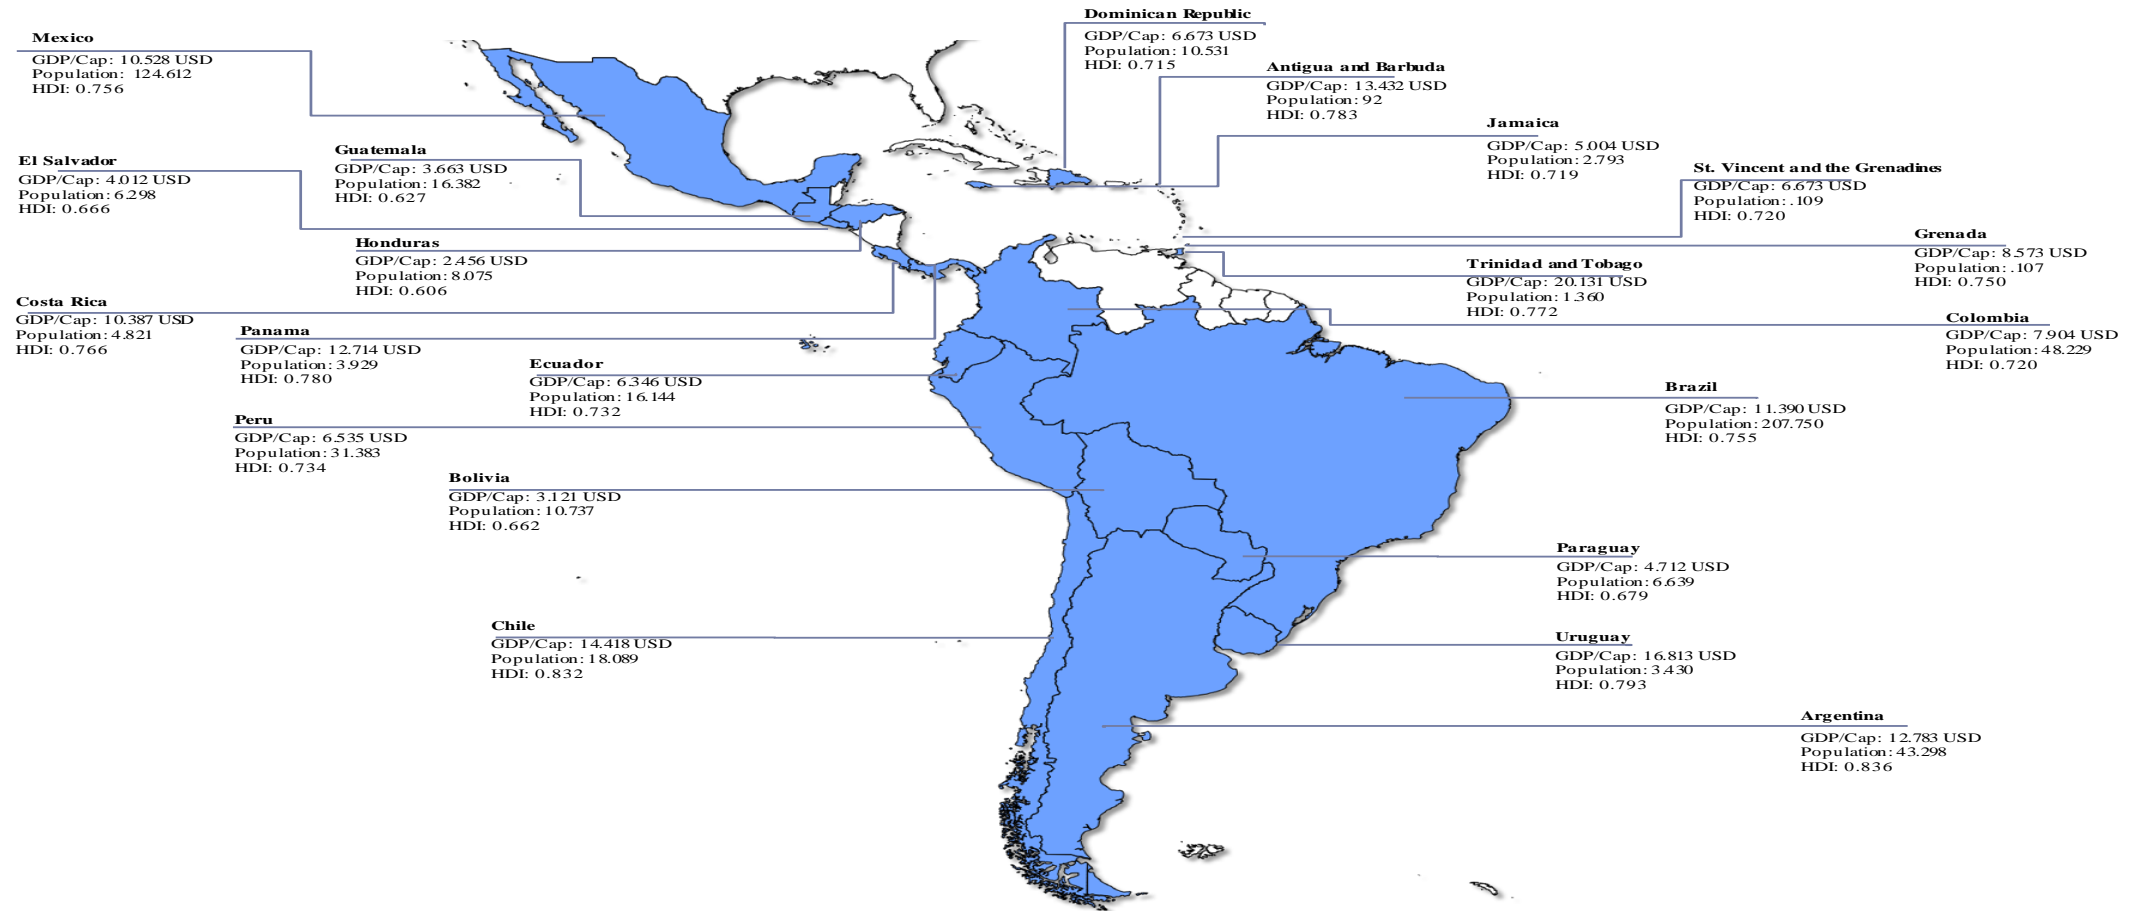 Dominican Republic
GDP/Cap: 6.673 USD
Population: 10.531
HDI: 0.715
Mexico
GDP/Cap: 10.528 USD
Population: 124.612
HDI: 0.756
Antigua and Barbuda
GDP/Cap: 13.432 USD
Population: 92
HDI: 0.783
Jamaica
GDP/Cap: 5.004 USD
Population: 2.793
HDI: 0.719
Guatemala
GDP/Cap: 3.663 USD
Population: 16.382
HDI: 0.627
El Salvador
GDP/Cap: 4.012 USD
Population: 6.298
HDI: 0.666
St. Vincent and the Grenadines
GDP/Cap: 6.673 USD
Population: .109
HDI: 0.720
Grenada
GDP/Cap: 8.573 USD
Population: .107
HDI: 0.750
Honduras
GDP/Cap: 2.456 USD
Population: 8.075
HDI: 0.606
Trinidad and Tobago
GDP/Cap: 20.131 USD
Population: 1.360
HDI: 0.772
Costa Rica
GDP/Cap: 10.387 USD
Population: 4.821
HDI: 0.766
Colombia
GDP/Cap: 7.904 USD
Population: 48.229
HDI: 0.720
Panama
GDP/Cap: 12.714 USD
Population: 3.929
HDI: 0.780
Ecuador
GDP/Cap: 6.346 USD
Population: 16.144
HDI: 0.732
Brazil
GDP/Cap: 11.390 USD
Population: 207.750
HDI: 0.755
Peru
GDP/Cap: 6.535 USD
Population: 31.383
HDI: 0.734
Bolivia
GDP/Cap: 3.121 USD
Population: 10.737
HDI: 0.662
Paraguay
GDP/Cap: 4.712 USD
Population: 6.639
HDI: 0.679
Chile
GDP/Cap: 14.418 USD
Population: 18.089
HDI: 0.832
Uruguay
GDP/Cap: 16.813 USD
Population: 3.430
HDI: 0.793
Argentina
GDP/Cap: 12.783 USD
Population: 43.298
HDI: 0.836